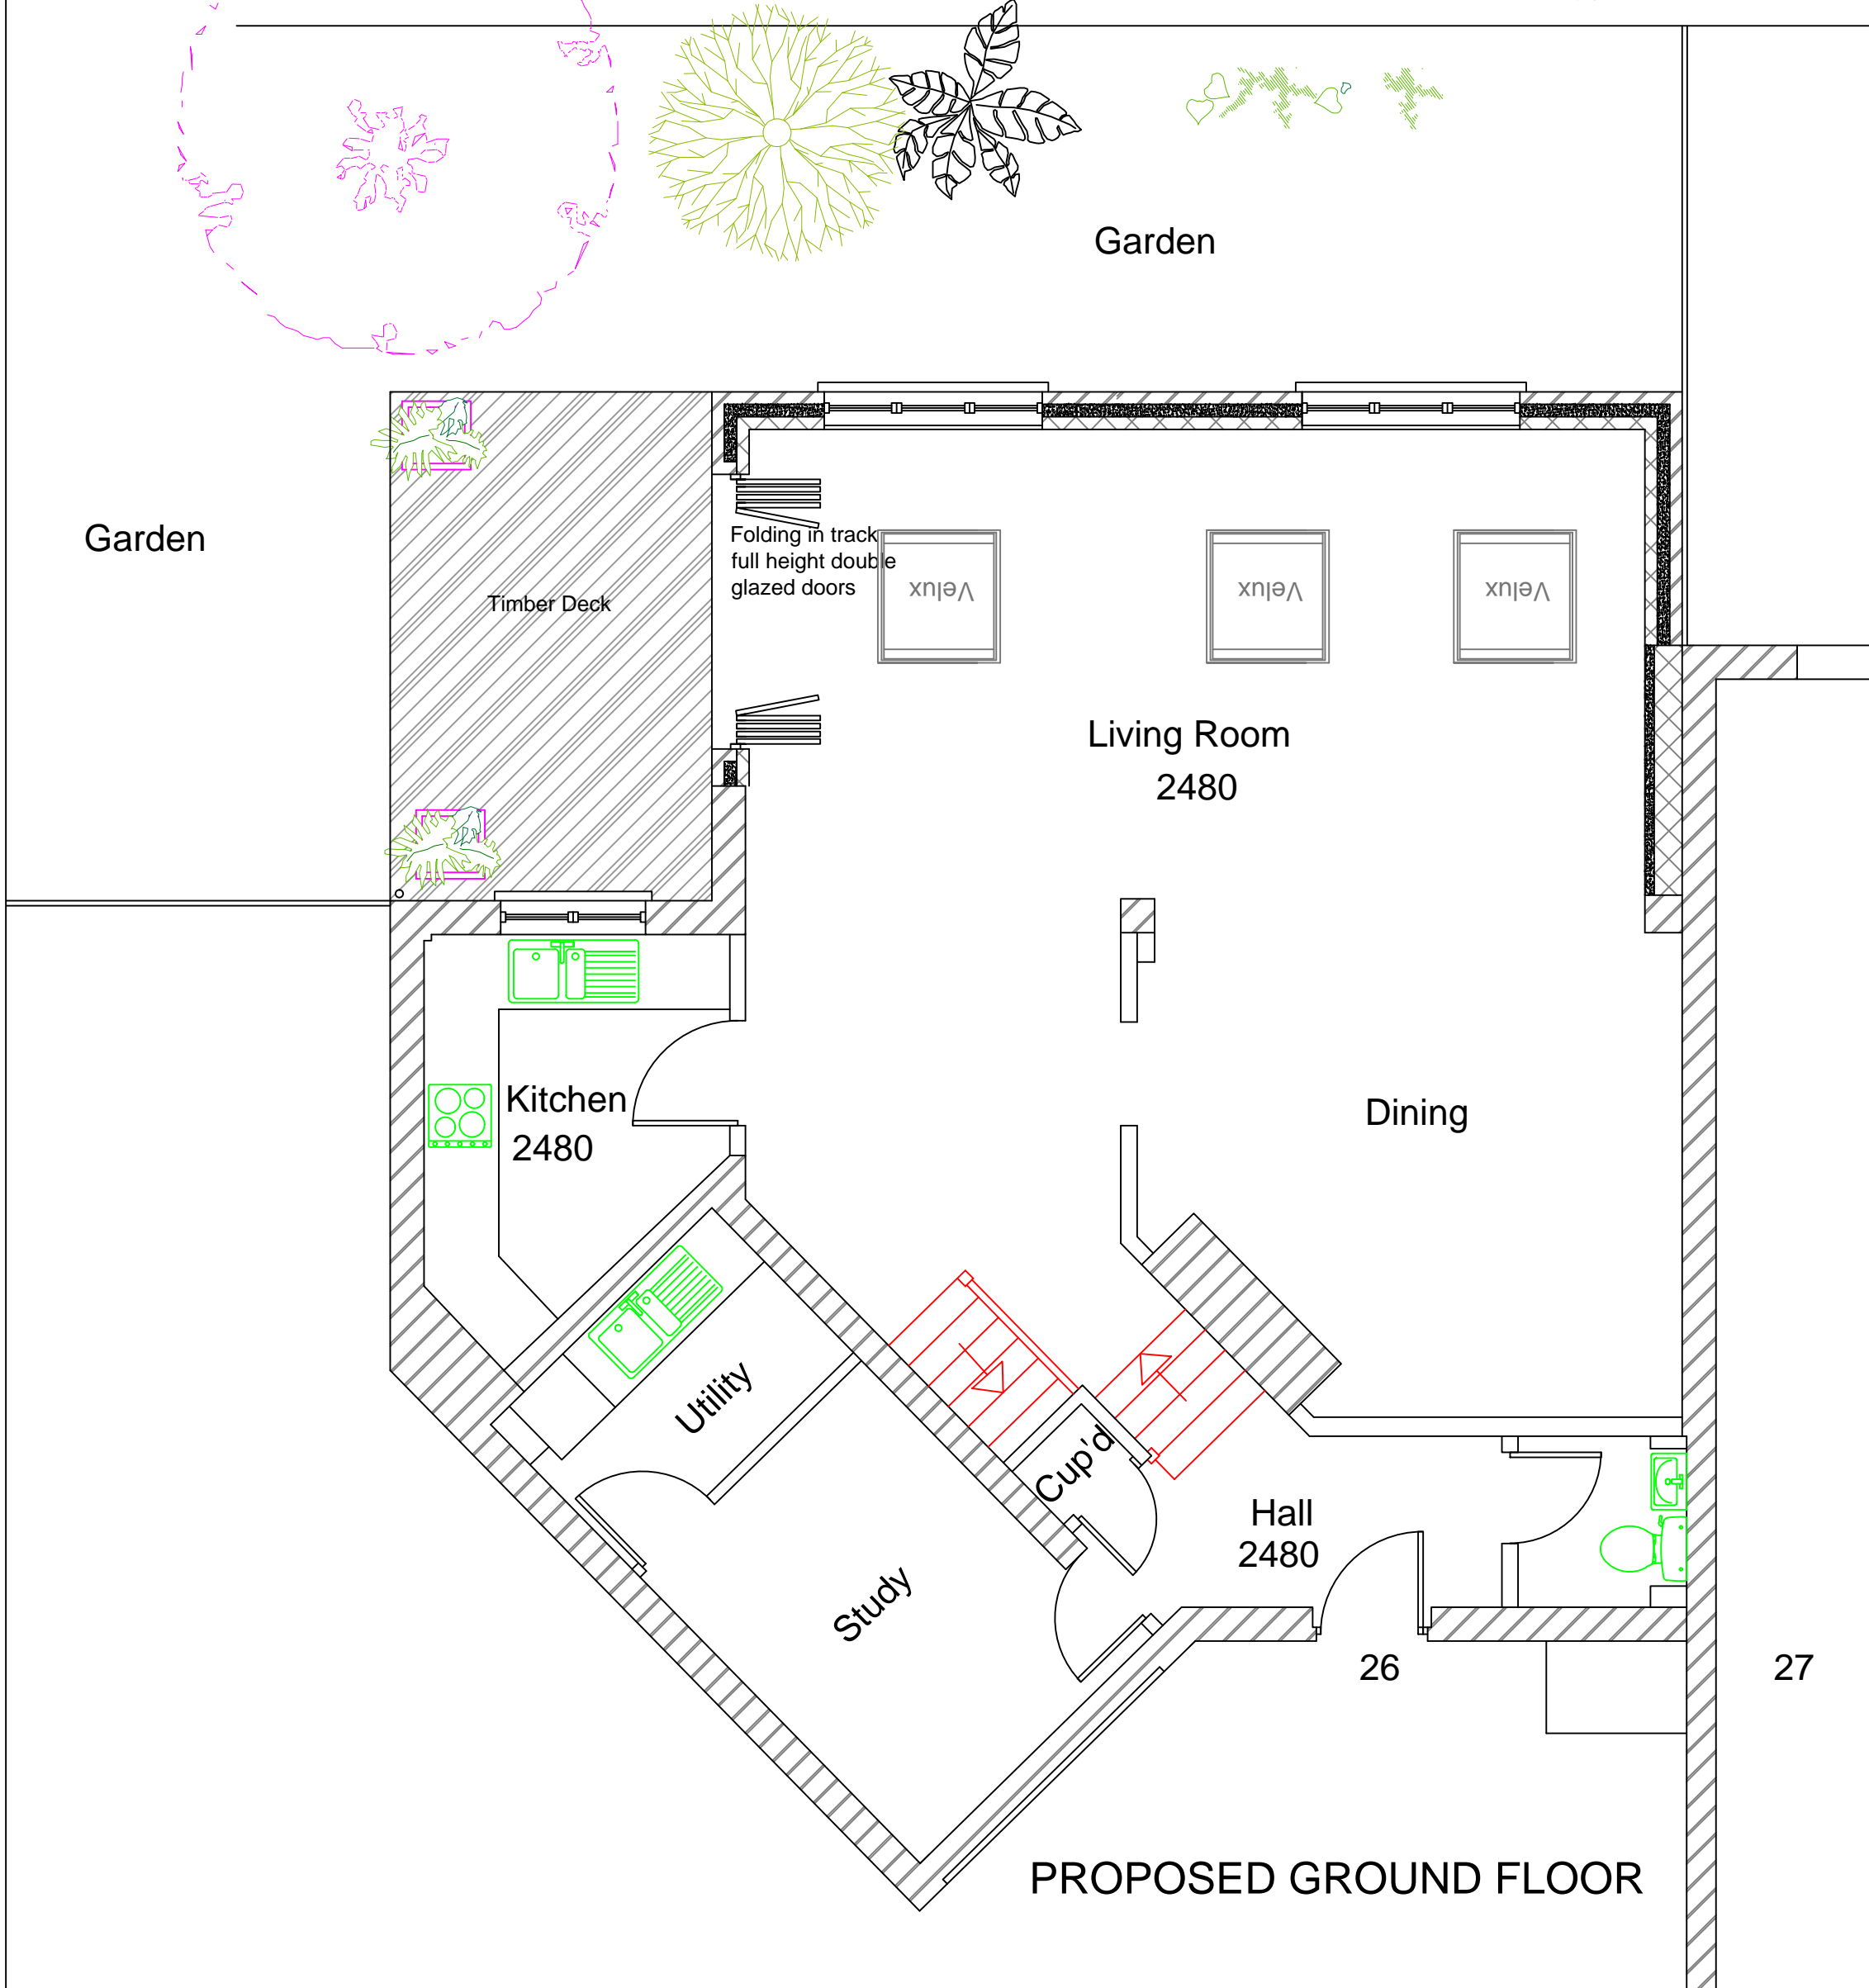 Garden
Garden
Timber Deck
Folding in track
full height double
glazed doors
Velux
Velux
Velux
Living Room
2480
Kitchen
2480
Dining
Utility
Cup'd
Study
Hall
2480
26
27
PROPOSED GROUND FLOOR